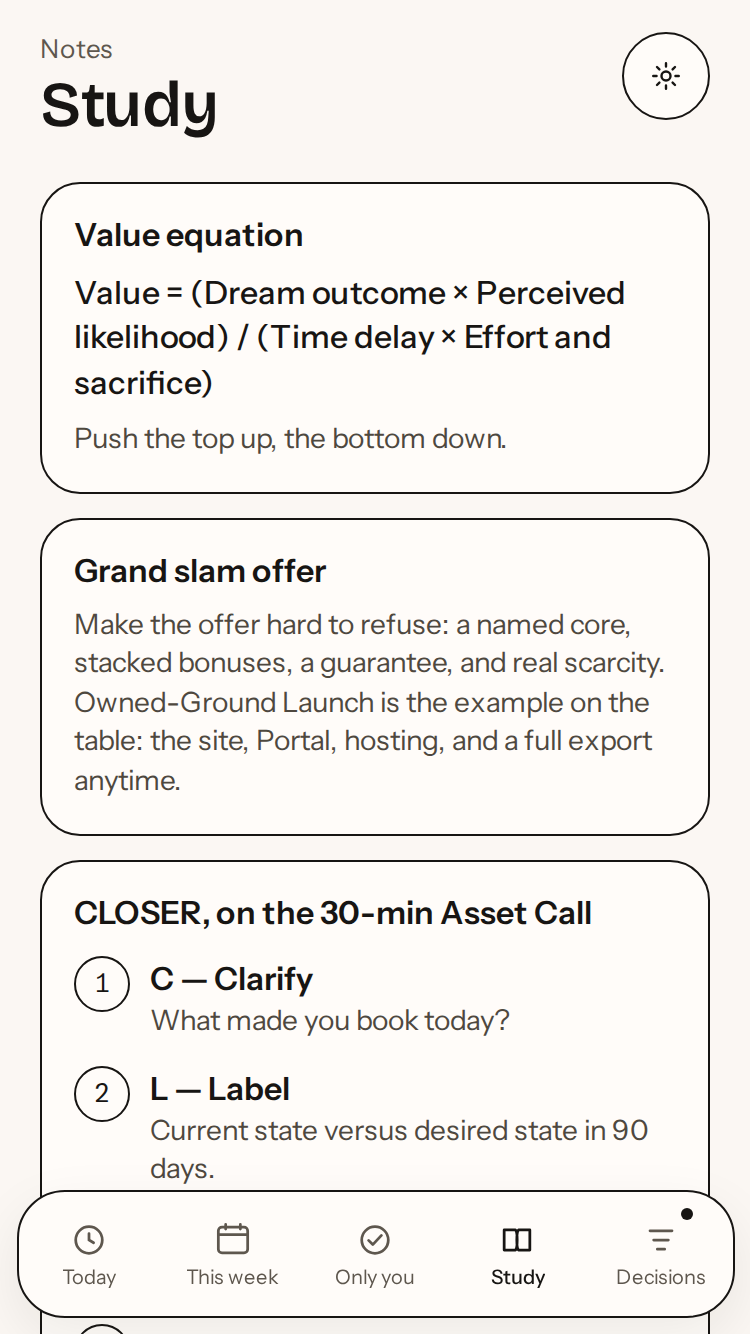 Notes
Study
Value equation
Value = (Dream outcome × Perceived
likelihood) / (Time delay × Effort and
sacrifice)
Push the top up, the bottom down.
Grand slam offer
Make the offer hard to refuse: a named core,
stacked bonuses, a guarantee, and real scarcity.
Owned-Ground Launch is the example on the
table: the site, Portal, hosting, and a full export
anytime.
CLOSER, on the 30-min Asset Call
1 C — Clarify
What made you book today?
2 L — Label
Current state versus desired state in 90
days.
Today This week Only you Study Decisions